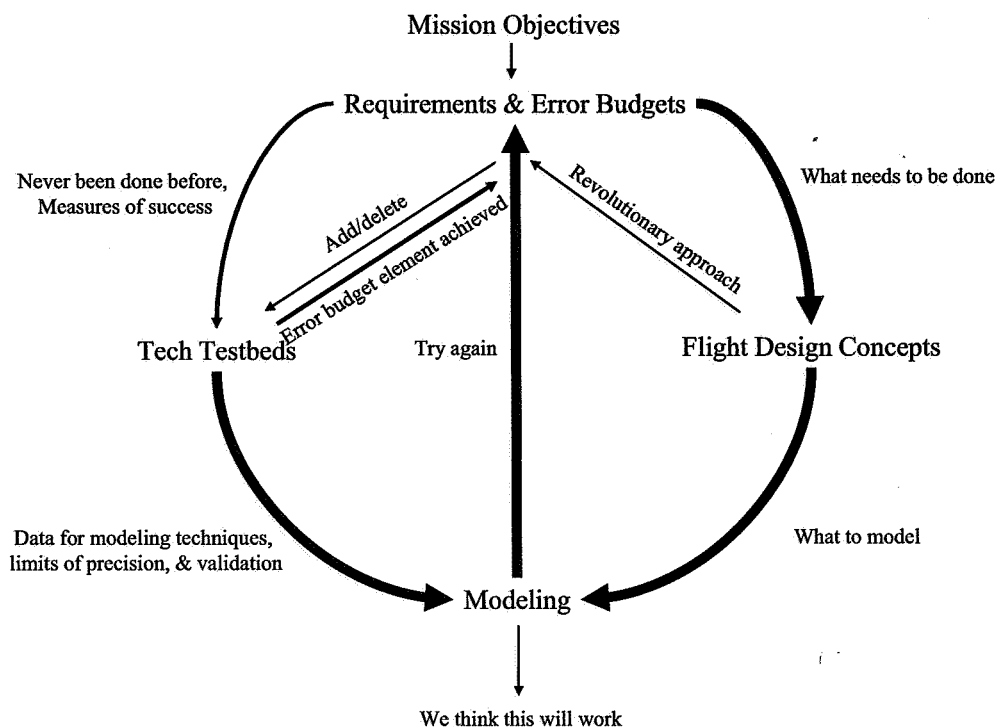 Mission Objectives
Requirements & Error Budgets
Never been done before,
Measures of success
What needs to be done
Add/delete
Error budget element achieved
Revolutionary approach
Tech Testbeds
Try again
Flight Design Concepts
Data for modeling techniques,
limits of precision, & validation
What to model
Modeling
We think this will work